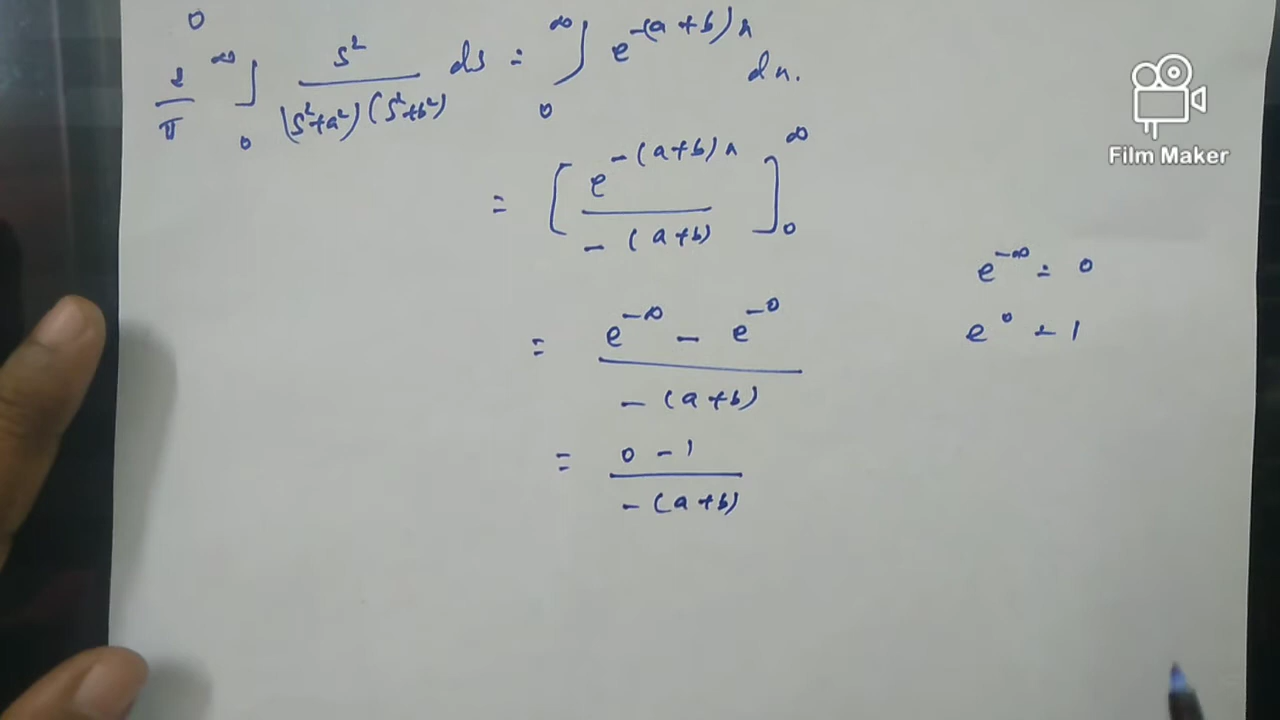 2/π ∫₀^∞ s²/((s²+a²)(s²+b²)) ds = ∫₀^∞ e^{-(a+b)x} dx.
= [e^{-(a+b)x}/-(a+b)]₀^∞
= (e^{-∞} - e^{-0})/-(a+b)
= (0-1)/-(a+b)
e^{-∞} = 0
e^0 = 1
Film Maker